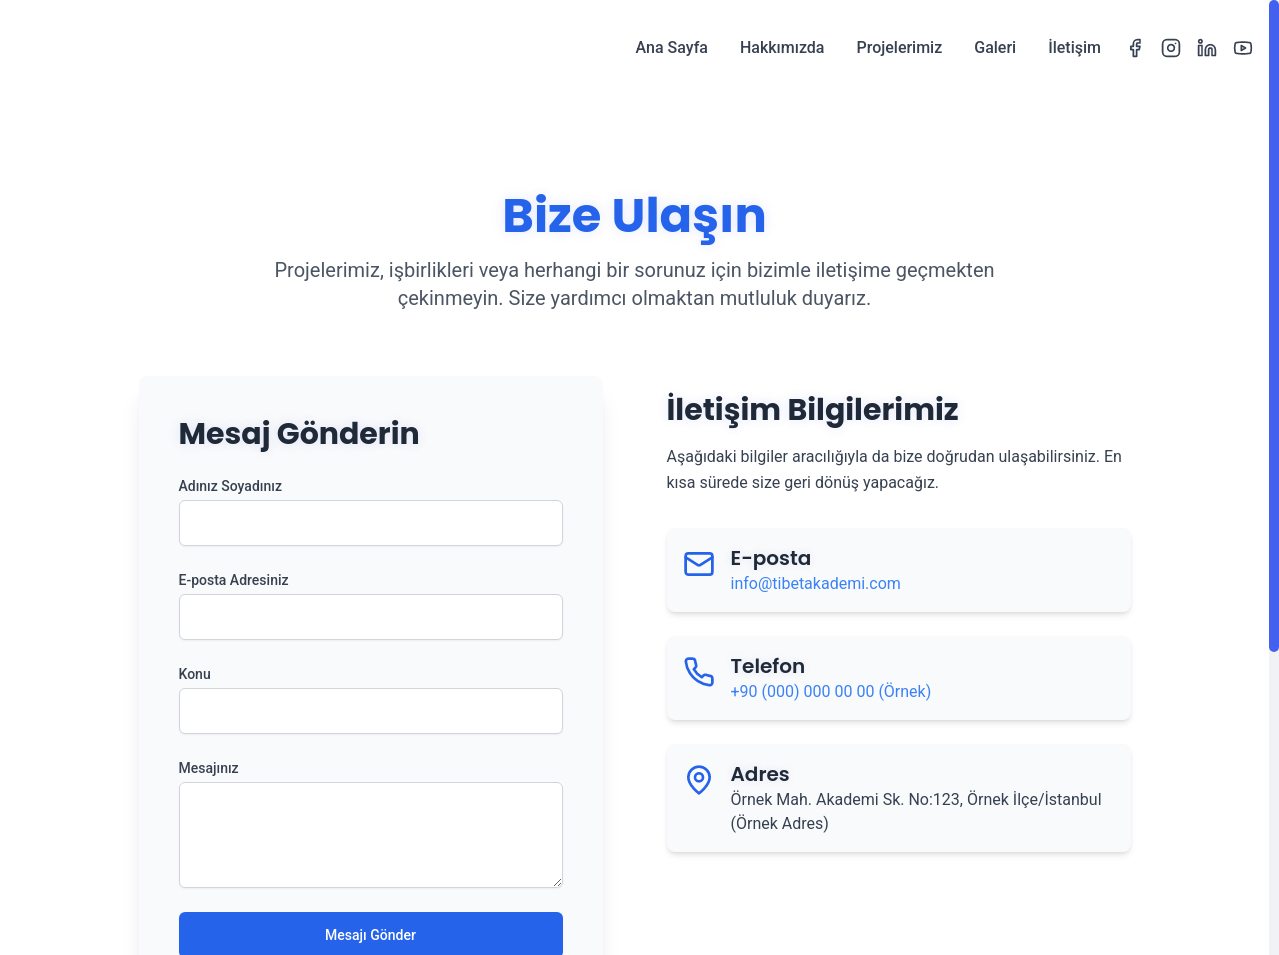 Ana Sayfa Hakkımızda Projelerimiz Galeri İletişim
Bize Ulaşın
Projelerimiz, işbirlikleri veya herhangi bir sorunuz için bizimle iletişime geçmekten
çekinmeyin. Size yardımcı olmaktan mutluluk duyarız.
Mesaj Gönderin
Adınız Soyadınız
E-posta Adresiniz
Konu
Mesajınız
Mesajı Gönder
İletişim Bilgilerimiz
Aşağıdaki bilgiler aracılığıyla da bize doğrudan ulaşabilirsiniz. En
kısa sürede size geri dönüş yapacağız.
E-posta
info@tibetakademi.com
Telefon
+90 (000) 000 00 00 (Örnek)
Adres
Örnek Mah. Akademi Sk. No:123, Örnek İlçe/İstanbul
(Örnek Adres)